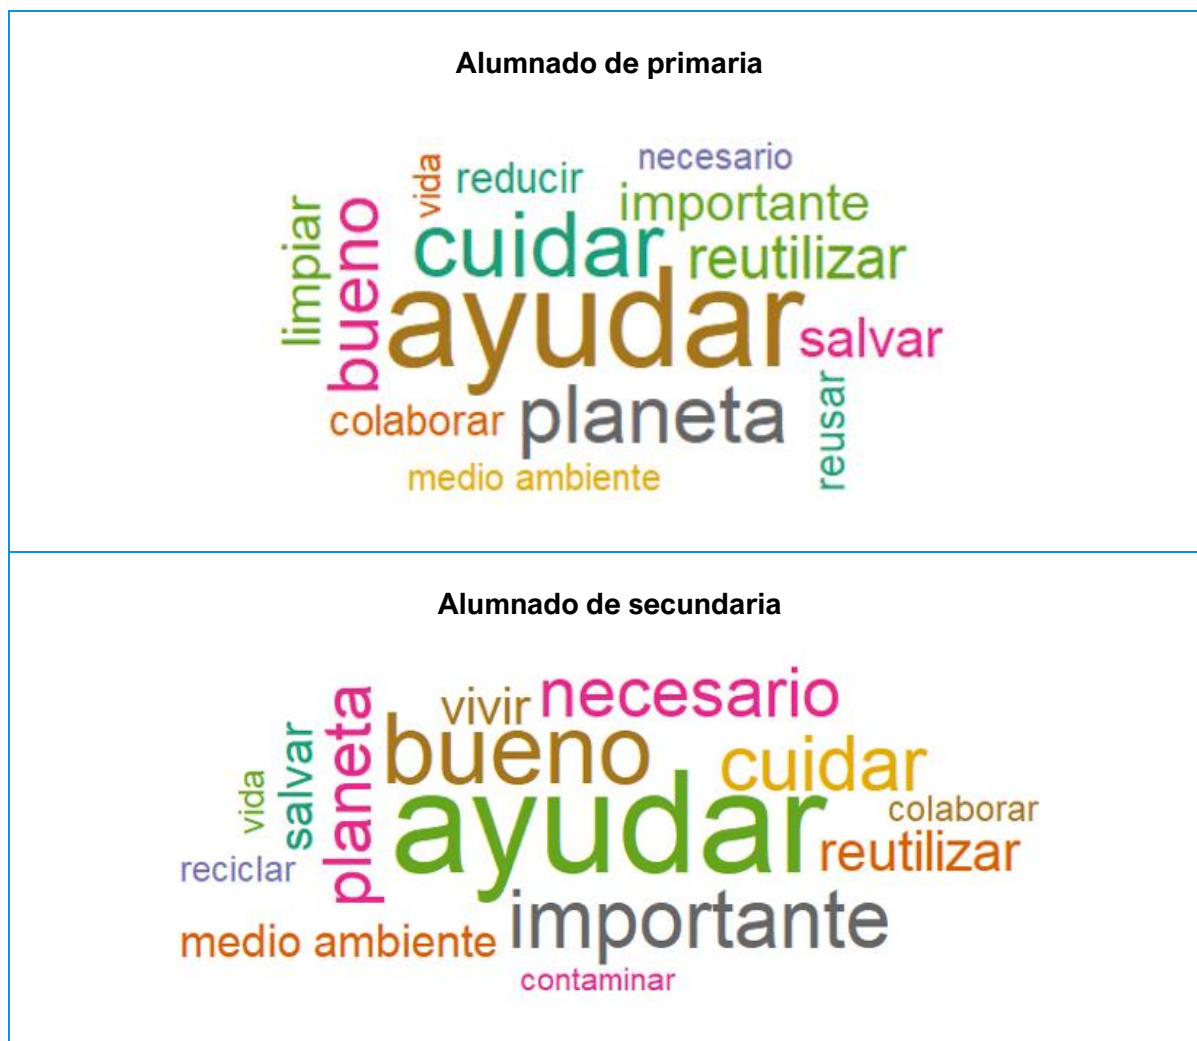 Alumnado de primaria
necesario
vida
reducir
importante
limpiar
bueno
cuidar
reutilizar
ayudar
salvar
colaborar
planeta
reusar
medio ambiente
Alumnado de secundaria
necesario
vivir
planeta
bueno
salvar
cuidar
vida
ayudar
colaborar
reutilizar
reciclar
importante
medio ambiente
contaminar